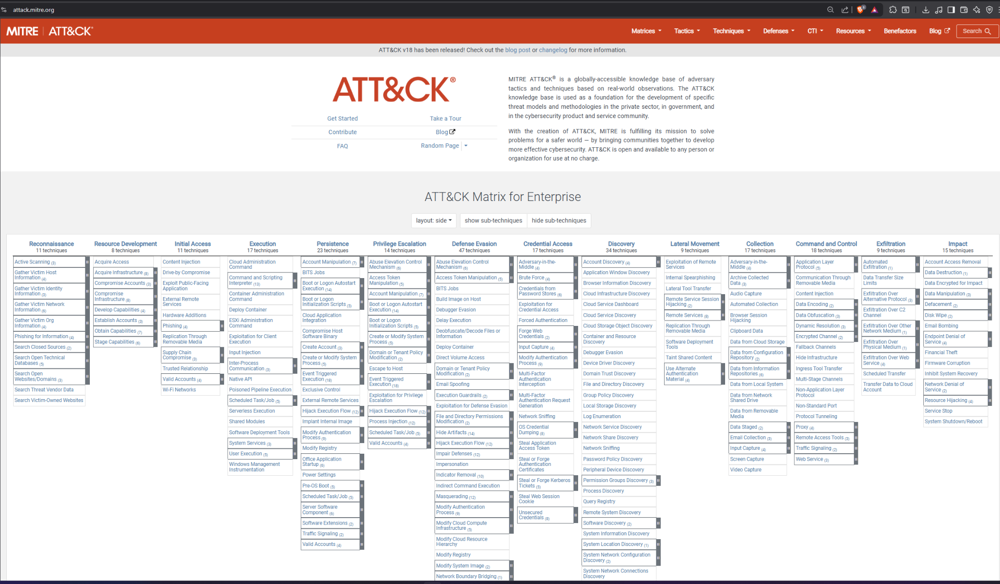 attack.mitre.org
MITRE | ATT&CK®
Matrices
Tactics
Techniques
Defenses
CTI
Resources
Benefactors
Blog
Search
ATT&CK v18 has been released! Check out the blog post or changelog for more information.
ATT&CK®
Get Started
Take a Tour
Contribute
Blog
FAQ
Random Page
MITRE ATT&CK® is a globally-accessible knowledge base of adversary
tactics and techniques based on real-world observations. The ATT&CK
knowledge base is used as a foundation for the development of specific
threat models and methodologies in the private sector, in government, and
in the cybersecurity product and service community.
With the creation of ATT&CK, MITRE is fulfilling its mission to solve
problems for a safer world — by bringing communities together to develop
more effective cybersecurity. ATT&CK is open and available to any person or
organization for use at no charge.
ATT&CK Matrix for Enterprise
layout: side
show sub-techniques
hide sub-techniques
Reconnaissance
11 techniques
Active Scanning (3)
Gather Victim Host
Information (4)
Gather Victim Identity
Information (3)
Gather Victim Network
Information (6)
Gather Victim Org
Information (4)
Phishing for Information (4)
Search Closed Sources (2)
Search Open Technical
Databases (5)
Search Open
Websites/Domains (3)
Search Threat Vendor Data
Search Victim-Owned Websites
Resource Development
8 techniques
Acquire Access
Acquire Infrastructure (8)
Compromise Accounts (3)
Compromise
Infrastructure (8)
Develop Capabilities (4)
Establish Accounts (3)
Obtain Capabilities (7)
Stage Capabilities (6)
Initial Access
11 techniques
Content Injection
Drive-by Compromise
Exploit Public-Facing
Application
External Remote
Services
Hardware Additions
Phishing (4)
Replication Through
Removable Media
Supply Chain
Compromise (3)
Trusted Relationship
Valid Accounts (4)
Wi-Fi Networks
Execution
17 techniques
Cloud Administration
Command
Command and Scripting
Interpreter (13)
Container Administration
Command
Deploy Container
ESXi Administration
Command
Exploitation for Client
Execution
Input Injection
Inter-Process
Communication (3)
Native API
Poisoned Pipeline Execution
Scheduled Task/Job (5)
Serverless Execution
Shared Modules
Software Deployment Tools
System Services (3)
User Execution (5)
Windows Management
Instrumentation
Persistence
23 techniques
Account Manipulation (7)
BITS Jobs
Boot or Logon Autostart
Execution (14)
Boot or Logon
Initialization Scripts (5)
Cloud Application
Integration
Compromise Host
Software Binary
Create Account (3)
Create or Modify System
Process (5)
Event Triggered
Execution (18)
Exclusive Control
External Remote Services
Hijack Execution Flow (12)
Implant Internal Image
Modify Authentication
Process (9)
Modify Registry
Office Application
Startup (6)
Power Settings
Pre-OS Boot (5)
Scheduled Task/Job (5)
Server Software
Component (6)
Software Extensions (2)
Traffic Signaling (2)
Valid Accounts (4)
Privilege Escalation
14 techniques
Abuse Elevation Control
Mechanism (6)
Access Token
Manipulation (5)
Account Manipulation (7)
Boot or Logon Autostart
Execution (14)
Boot or Logon
Initialization Scripts (5)
Create or Modify System
Process (5)
Domain or Tenant Policy
Modification (2)
Escape to Host
Event Triggered
Execution (18)
Exploitation for Privilege
Escalation
Hijack Execution Flow (12)
Process Injection (12)
Scheduled Task/Job (5)
Valid Accounts (4)
Defense Evasion
47 techniques
Abuse Elevation Control
Mechanism (6)
Access Token Manipulation (5)
BITS Jobs
Build Image on Host
Debugger Evasion
Delay Execution
Deobfuscate/Decode Files or
Information
Deploy Container
Direct Volume Access
Domain or Tenant Policy
Modification (2)
Email Spoofing
Execution Guardrails (2)
Exploitation for Defense Evasion
File and Directory Permissions
Modification (2)
Hide Artifacts (14)
Hijack Execution Flow (12)
Impair Defenses (12)
Impersonation
Indicator Removal (10)
Indirect Command Execution
Masquerading (12)
Modify Authentication
Process (9)
Modify Cloud Compute
Infrastructure (5)
Modify Cloud Resource
Hierarchy
Modify Registry
Modify System Image (2)
Network Boundary Bridging (1)
Credential Access
17 techniques
Adversary-in-the-
Middle (4)
Brute Force (4)
Credentials from
Password Stores (6)
Exploitation for
Credential Access
Forced Authentication
Forge Web
Credentials (2)
Input Capture (4)
Modify Authentication
Process (9)
Multi-Factor
Authentication
Interception
Multi-Factor
Authentication Request
Generation
Network Sniffing
OS Credential
Dumping (8)
Steal Application
Access Token
Steal or Forge
Authentication
Certificates
Steal or Forge Kerberos
Tickets (5)
Steal Web Session
Cookie
Unsecured
Credentials (8)
Discovery
34 techniques
Account Discovery (4)
Application Window Discovery
Browser Information Discovery
Cloud Infrastructure Discovery
Cloud Service Dashboard
Cloud Service Discovery
Cloud Storage Object Discovery
Container and Resource
Discovery
Debugger Evasion
Device Driver Discovery
Domain Trust Discovery
File and Directory Discovery
Group Policy Discovery
Local Storage Discovery
Log Enumeration
Network Service Discovery
Network Share Discovery
Network Sniffing
Password Policy Discovery
Peripheral Device Discovery
Permission Groups Discovery (3)
Process Discovery
Query Registry
Remote System Discovery
Software Discovery (2)
System Information Discovery
System Location Discovery (1)
System Network Configuration
Discovery (2)
System Network Connections
Discovery
Lateral Movement
9 techniques
Exploitation of Remote
Services
Internal Spearphishing
Lateral Tool Transfer
Remote Service Session
Hijacking (2)
Remote Services (8)
Replication Through
Removable Media
Software Deployment
Tools
Taint Shared Content
Use Alternate
Authentication
Material (4)
Collection
17 techniques
Adversary-in-the-
Middle (4)
Archive Collected
Data (3)
Audio Capture
Automated Collection
Browser Session
Hijacking
Clipboard Data
Data from Cloud Storage
Data from Configuration
Repository (2)
Data from Information
Repositories (6)
Data from Local System
Data from Network
Shared Drive
Data from Removable
Media
Data Staged (2)
Email Collection (3)
Input Capture (4)
Screen Capture
Video Capture
Command and Control
18 techniques
Application Layer
Protocol (5)
Communication Through
Removable Media
Content Injection
Data Encoding (2)
Data Obfuscation (3)
Dynamic Resolution (3)
Encrypted Channel (2)
Fallback Channels
Hide Infrastructure
Ingress Tool Transfer
Multi-Stage Channels
Non-Application Layer
Protocol
Non-Standard Port
Protocol Tunneling
Proxy (4)
Remote Access Tools (3)
Traffic Signaling (2)
Web Service (3)
Exfiltration
9 techniques
Automated
Exfiltration (1)
Data Transfer Size
Limits
Exfiltration Over
Alternative Protocol (3)
Exfiltration Over C2
Channel
Exfiltration Over Other
Network Medium (1)
Exfiltration Over
Physical Medium (1)
Exfiltration Over Web
Service (4)
Scheduled Transfer
Transfer Data to Cloud
Account
Impact
15 techniques
Account Access Removal
Data Destruction (1)
Data Encrypted for Impact
Data Manipulation (3)
Defacement (2)
Disk Wipe (2)
Email Bombing
Endpoint Denial of
Service (4)
Financial Theft
Firmware Corruption
Inhibit System Recovery
Network Denial of
Service (2)
Resource Hijacking (4)
Service Stop
System Shutdown/Reboot